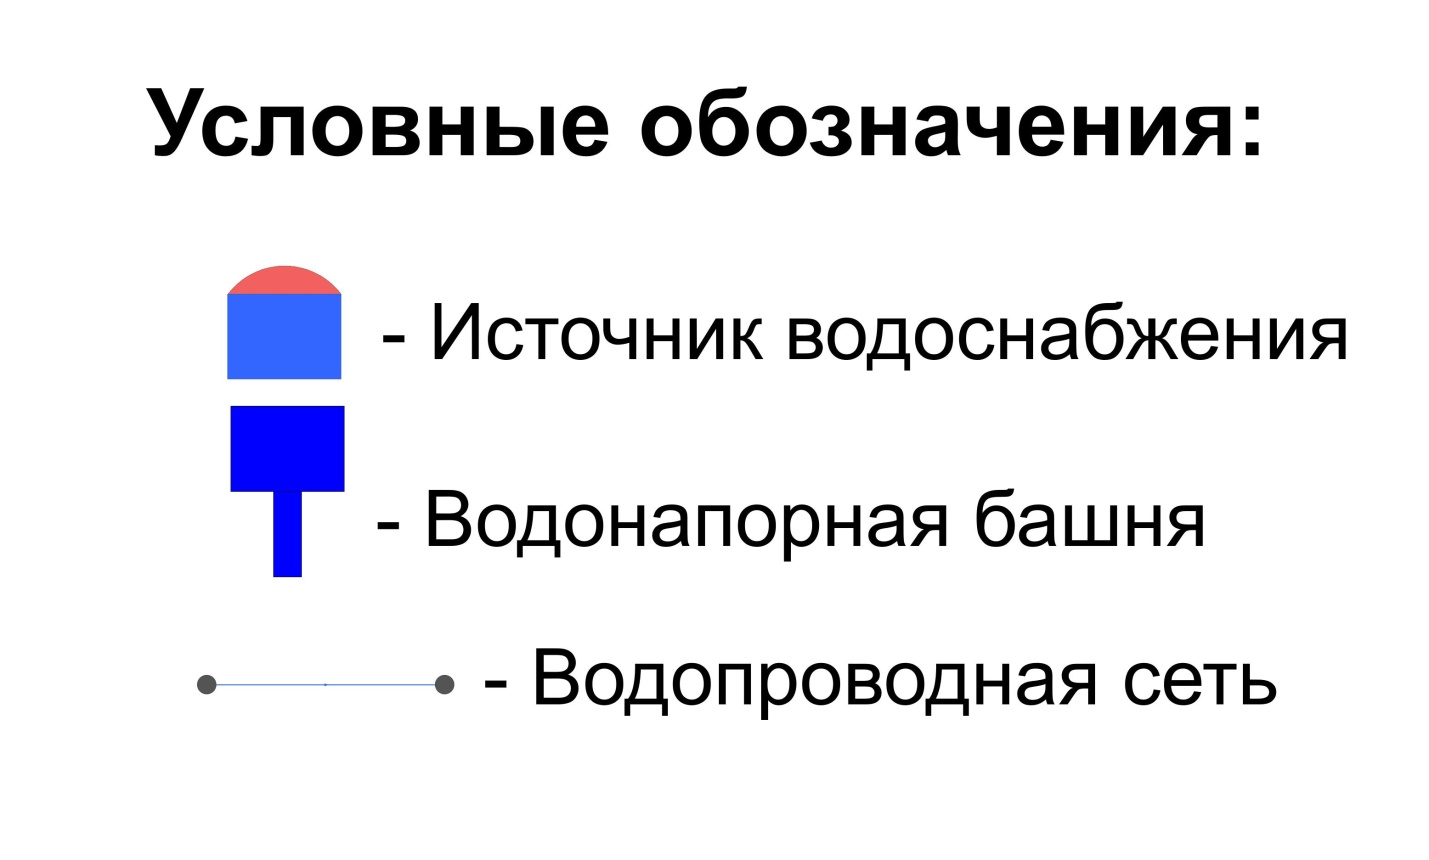 Условные обозначения:
- Источник водоснабжения
- Водонапорная башня
- Водопроводная сеть